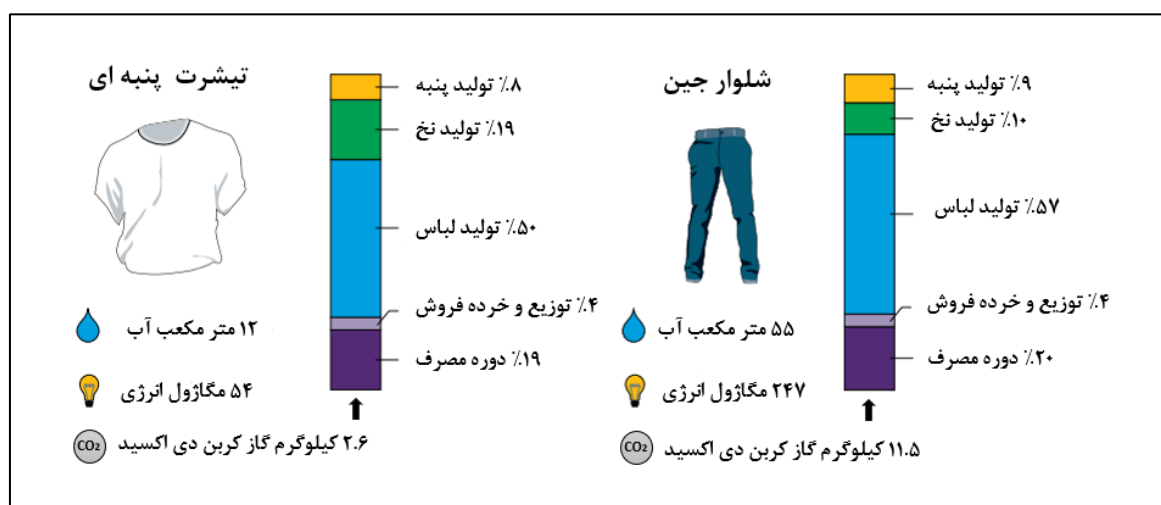 شلوار جین
٪۹ تولید پنبه
٪۱۰ تولید نخ
٪۵۷ تولید لباس
٪۴ توزیع و خرده فروش
٪۲۰ دوره مصرف
۵۵ متر مکعب آب
۲۴۷ مگاژول انرژی
CO₂
۱۱.۵ کیلوگرم گاز کربن دی اکسید
تیشرت پنبه ای
٪۸ تولید پنبه
٪۱۹ تولید نخ
٪۵۰ تولید لباس
٪۴ توزیع و خرده فروش
٪۱۹ دوره مصرف
۱۲ متر مکعب آب
۵۴ مگاژول انرژی
CO₂
۲.۶ کیلوگرم گاز کربن دی اکسید